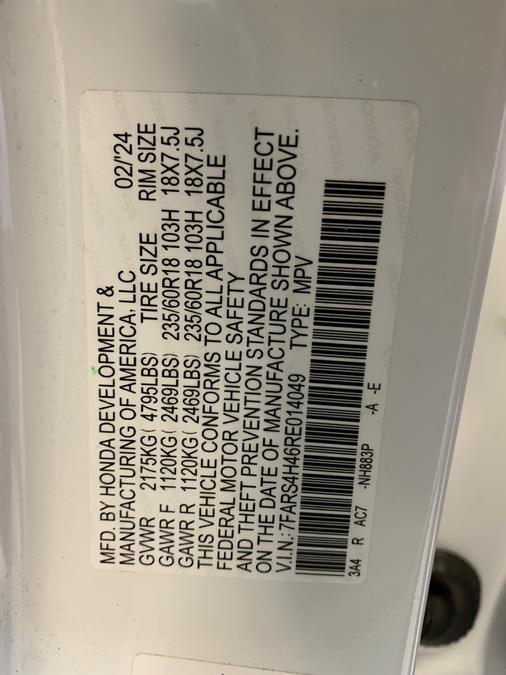 MFD. BY HONDA DEVELOPMENT &
MANUFACTURING OF AMERICA, LLC 02/'24
GVWR 2175KG( 4795LBS) TIRE SIZE RIM SIZE
GAWR F 1120KG( 2469LBS) 235/60R18 103H 18X7.5J
GAWR R 1120KG( 2469LBS) 235/60R18 103H 18X7.5J
THIS VEHICLE CONFORMS TO ALL APPLICABLE
FEDERAL MOTOR VEHICLE SAFETY
AND THEFT PREVENTION STANDARDS IN EFFECT
ON THE DATE OF MANUFACTURE SHOWN ABOVE.
V.I.N.:7FARS4H46RE014049 TYPE: MPV
3A4 R AC7 -NH883P -A -E